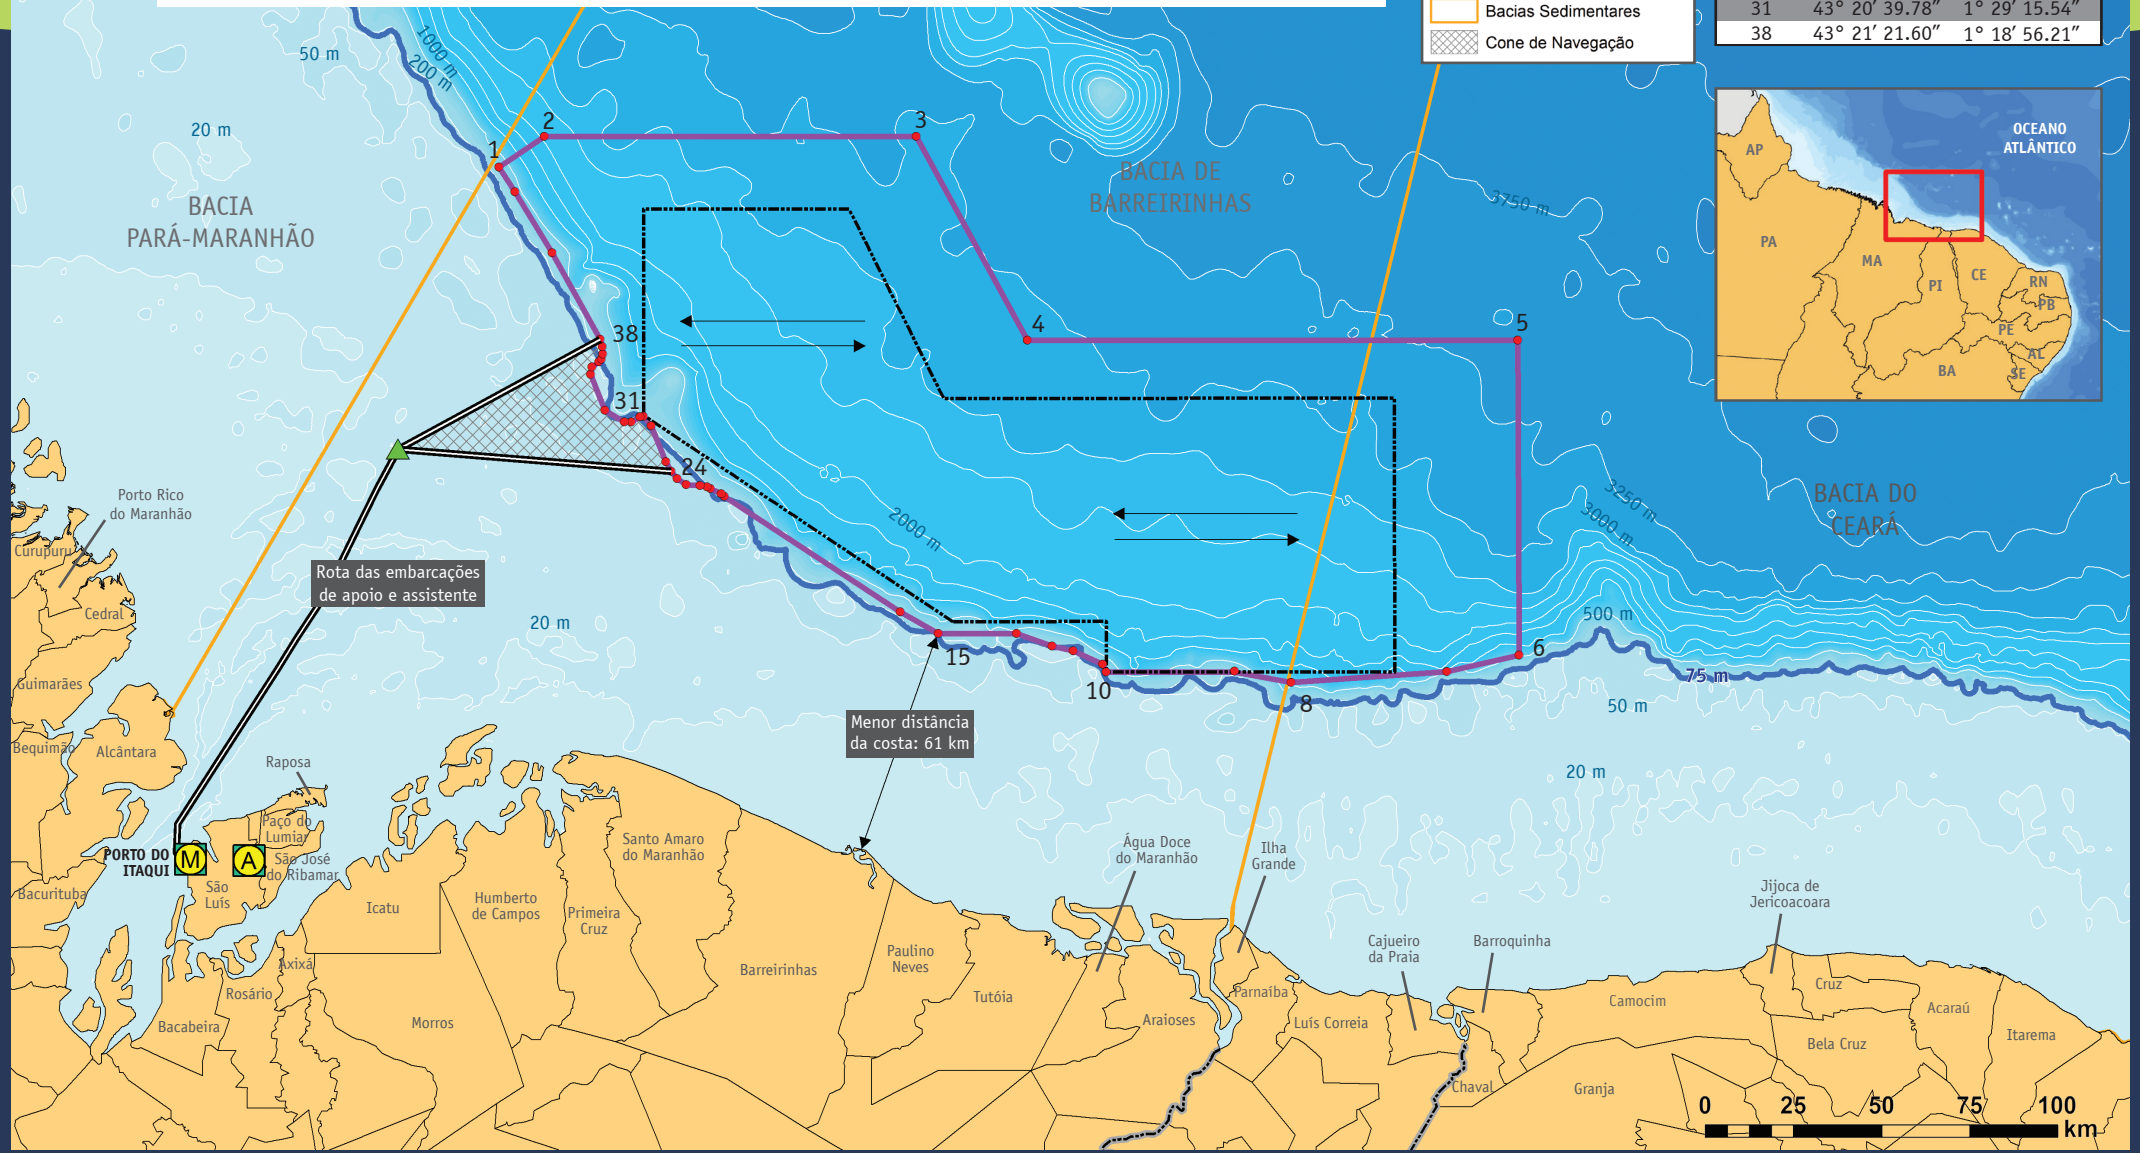 Bacias Sedimentares
Cone de Navegação
31 43° 20′ 39.78″ 1° 29′ 15.54″
38 43° 21′ 21.60″ 1° 18′ 56.21″
50 m
1000 m
200 m
20 m
1
2
3
BACIA
PARÁ-MARANHÃO
BACIA DE
BARREIRINHAS
3750 m
OCEANO
ATLÂNTICO
AP
PA
MA
PI
CE
RN
PB
PE
AL
SE
BA
38
4
5
31
24
2000 m
3250 m
3000 m
BACIA DO
CEARÁ
Porto Rico
do Maranhão
Curupuru
Cedral
Guimarães
Bequimão
Alcântara
Rota das embarcações
de apoio e assistente
20 m
500 m
15
6
75 m
10
8
50 m
Menor distância
da costa: 61 km
20 m
Raposa
Paço do
Lumiar
PORTO DO
ITAQUI
M
A
São José
do Ribamar
São
Luís
Bacurituba
Icatu
Humberto
de Campos
Primeira
Cruz
Santo Amaro
do Maranhão
Água Doce
do Maranhão
Ilha
Grande
Jijoca de
Jericoacoara
Cajueiro
da Praia
Barroquinha
Axixá
Rosário
Bacabeira
Morros
Barreirinhas
Paulino
Neves
Tutóia
Araioses
Parnaíba
Luís Correia
Camocim
Cruz
Acaraú
Itarema
Bela Cruz
Chaval
Granja
0 25 50 75 100
km